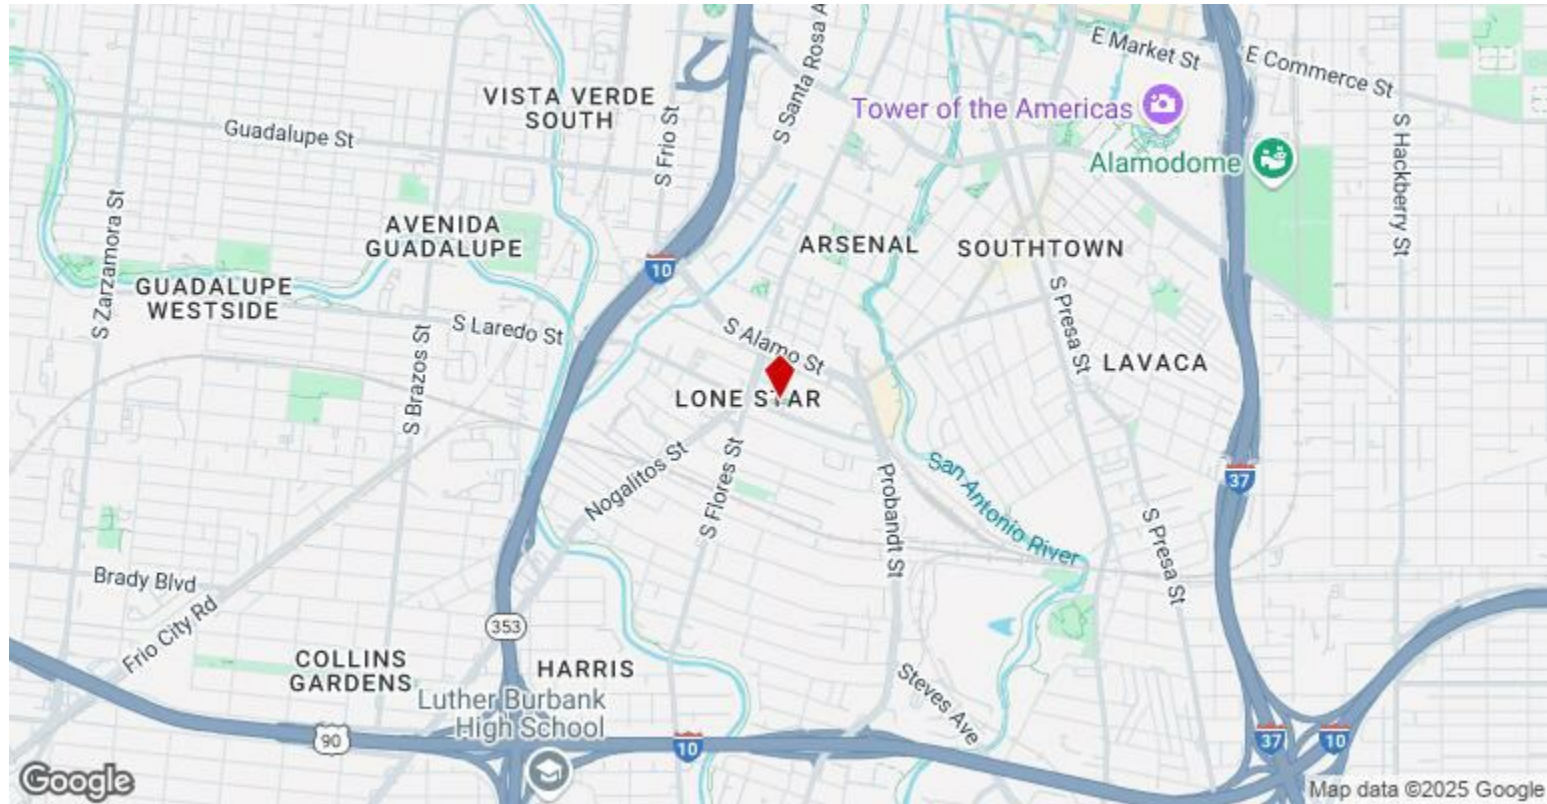 S Santa Rosa A
E Market St
E Commerce St
VISTA VERDE
SOUTH
Tower of the Americas
Guadalupe St
S Frio St
Alamodome
S Hackberry St
S Zarzamora St
AVENIDA
GUADALUPE
ARSENAL
SOUTHTOWN
10
GUADALUPE
WESTSIDE
S Laredo St
S Alamo St
S Presa St
S Brazos St
LAVACA
LONE STAR
Nogalitos St
S Flores St
Probandt St
San Antonio River
37
S Presa St
Brady Blvd
Frio City Rd
353
COLLINS
GARDENS
HARRIS
Luther Burbank
High School
Steves Ave
90
10
37
10
Google
Map data ©2025 Google